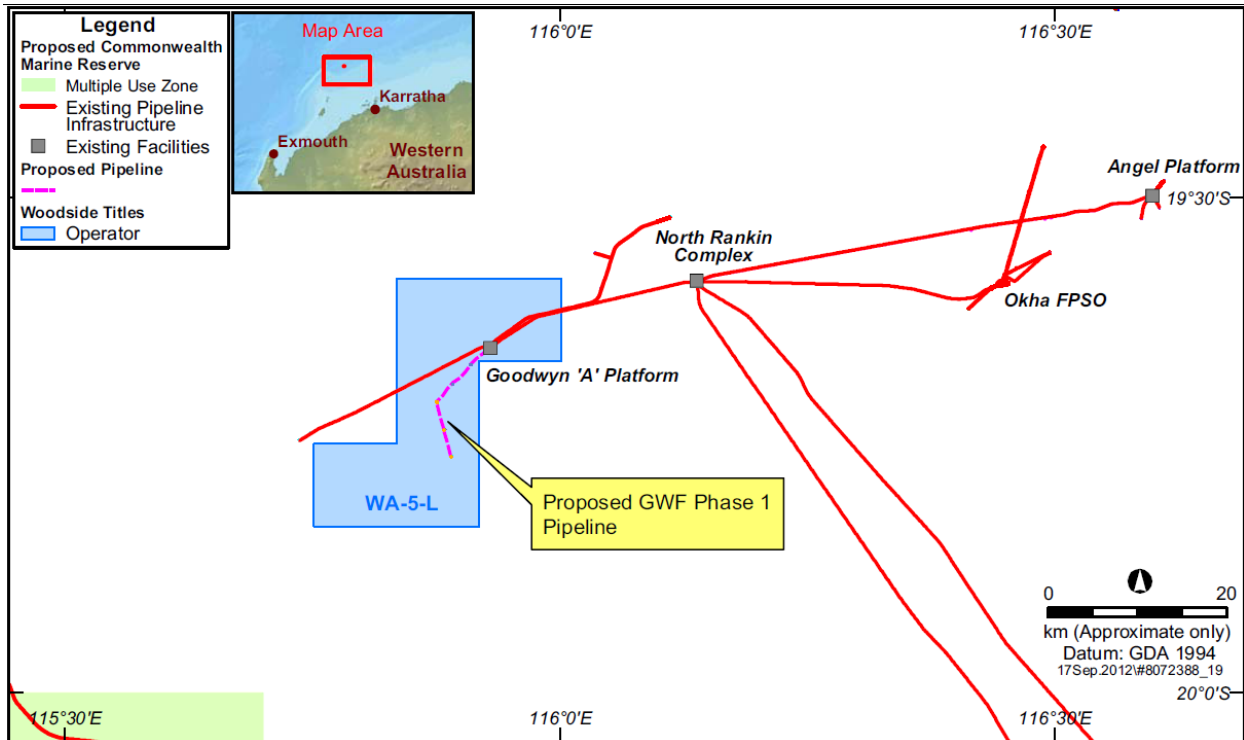 Legend
Proposed Commonwealth
Marine Reserve
Multiple Use Zone
Existing Pipeline
Infrastructure
Existing Facilities
Proposed Pipeline
Woodside Titles
Operator
Map Area
Karratha
Exmouth
Western
Australia
116°0'E
116°30'E
Angel Platform
19°30'S
North Rankin
Complex
Okha FPSO
Goodwyn 'A' Platform
WA-5-L
Proposed GWF Phase 1
Pipeline
0 20
km (Approximate only)
Datum: GDA 1994
17Sep.2012\#8072388_19
20°0'S
115°30'E
116°0'E
116°30'E